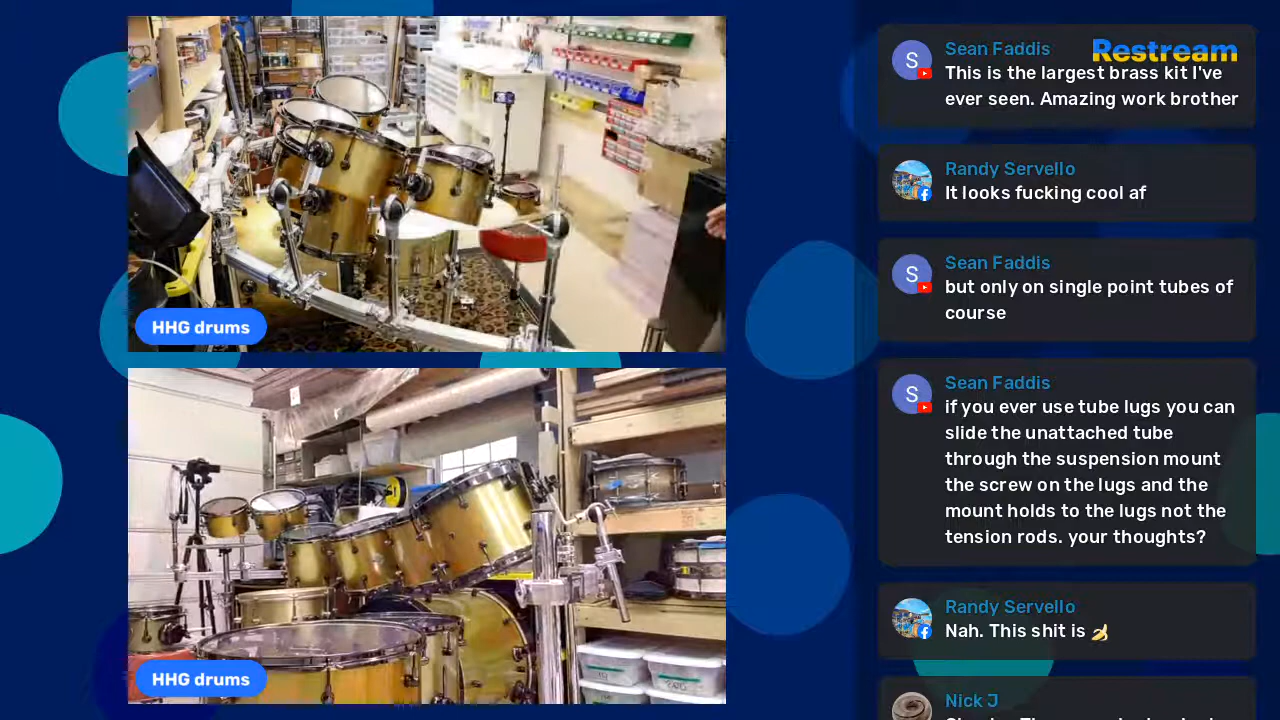 Restream
Sean Faddis
This is the largest brass kit I've
ever seen. Amazing work brother
Randy Servello
It looks fucking cool af
Sean Faddis
but only on single point tubes of
course
Sean Faddis
if you ever use tube lugs you can
slide the unattached tube
through the suspension mount
the screw on the lugs and the
mount holds to the lugs not the
tension rods. your thoughts?
Randy Servello
Nah. This shit is 🍌
Nick J
HHG drums
HHG drums